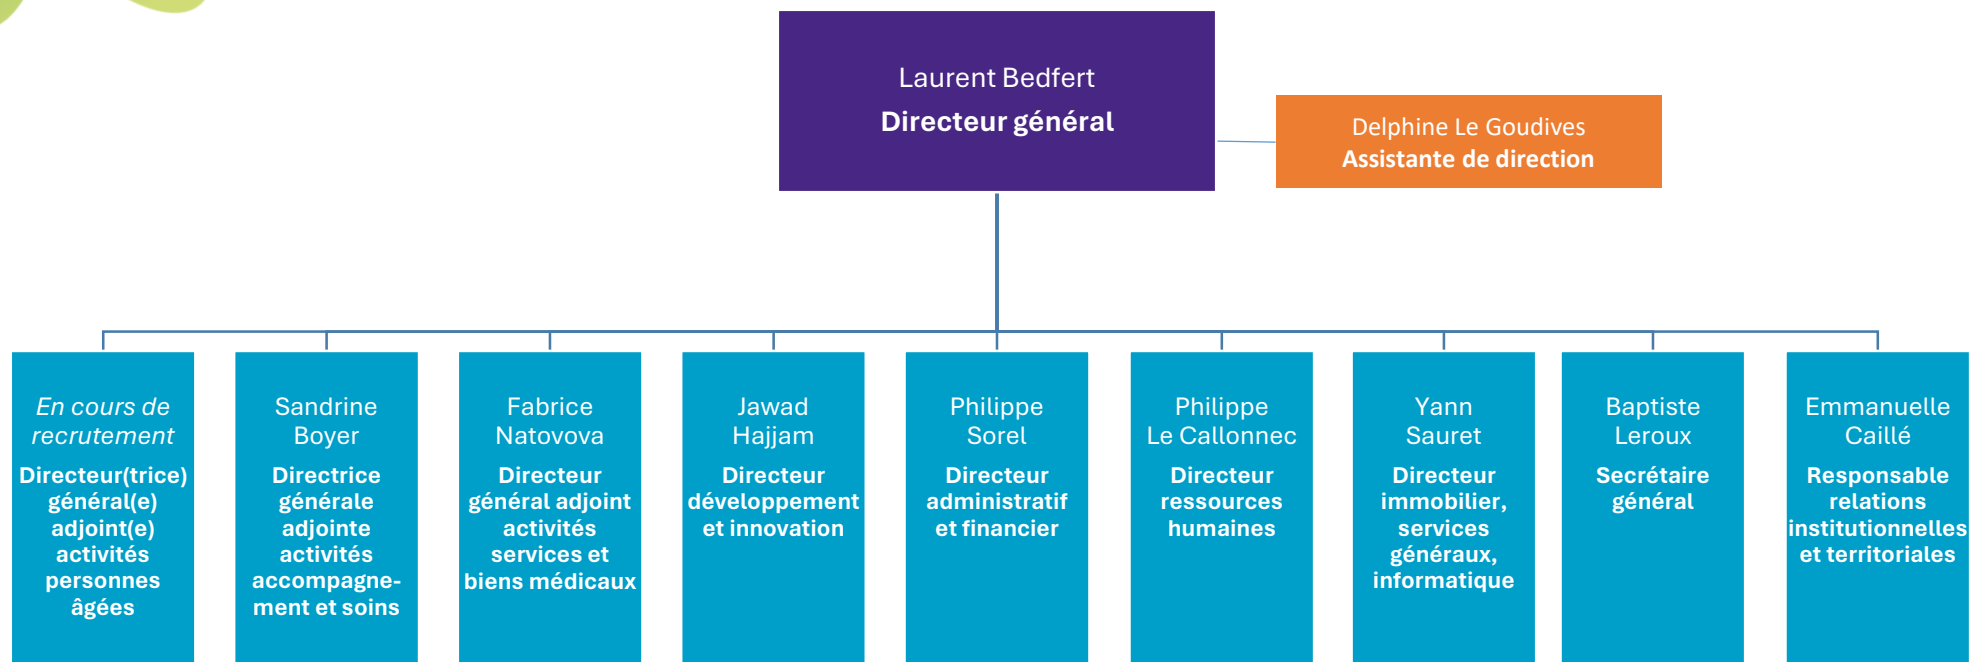 Laurent Bedfert
Directeur général
Delphine Le Goudives
Assistante de direction
En cours de
recrutement
Directeur(trice)
général(e)
adjoint(e)
activités
personnes
âgées
Sandrine
Boyer
Directrice
générale
adjointe
activités
accompagne-
ment et soins
Fabrice
Natovova
Directeur
général adjoint
activités
services et
biens médicaux
Jawad
Hajjam
Directeur
développement
et innovation
Philippe
Sorel
Directeur
administratif
et financier
Philippe
Le Callonnec
Directeur
ressources
humaines
Yann
Sauret
Directeur
immobilier,
services
généraux,
informatique
Baptiste
Leroux
Secrétaire
général
Emmanuelle
Caillé
Responsable
relations
institutionnelles
et territoriales